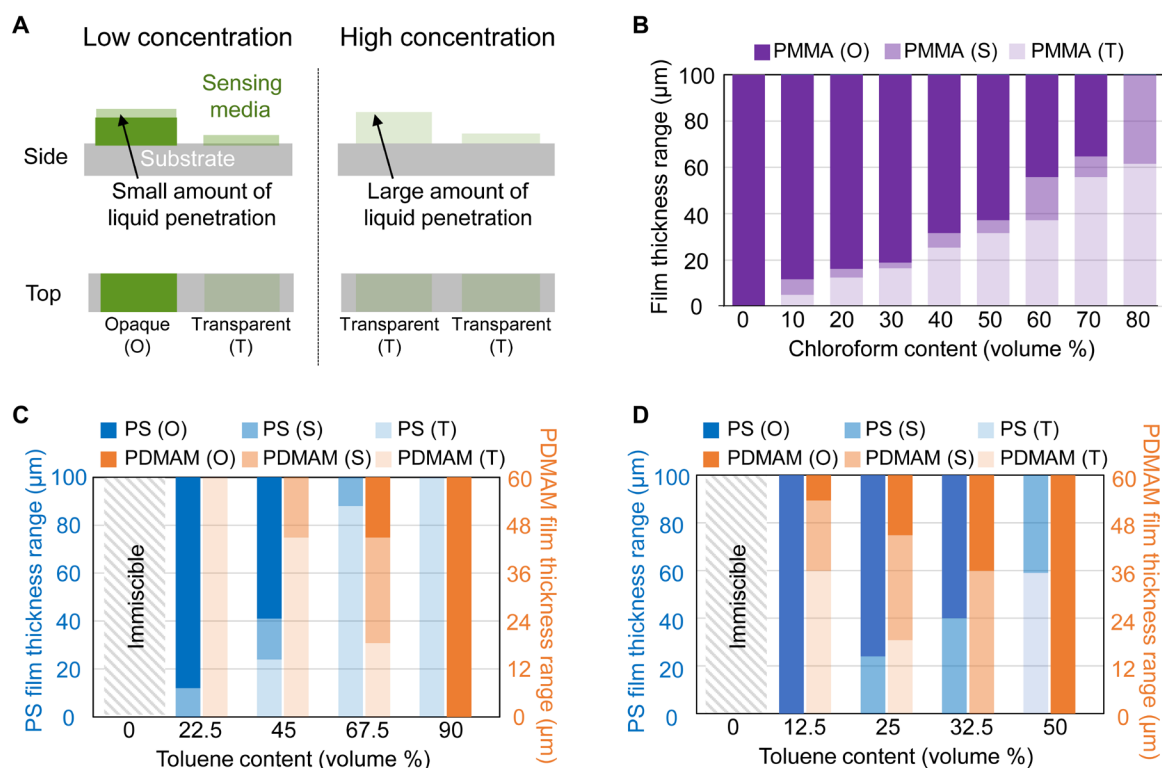 A
Low concentration
High concentration
Sensing
media
Side
Substrate
Small amount of
liquid penetration
Large amount of
liquid penetration
Top
Opaque
(O)
Transparent
(T)
Transparent
(T)
Transparent
(T)
B
PMMA (O)
PMMA (S)
PMMA (T)
Film thickness range (µm)
100
80
60
40
20
0
0 10 20 30 40 50 60 70 80
Chloroform content (volume %)
C
PS (O)
PS (S)
PS (T)
PDMAM (O)
PDMAM (S)
PDMAM (T)
PS film thickness range (µm)
100
80
60
40
20
0
Immiscible
PDMAM film thickness range (µm)
60
48
36
24
12
0
0 22.5 45 67.5 90
Toluene content (volume %)
D
PS (O)
PS (S)
PS (T)
PDMAM (O)
PDMAM (S)
PDMAM (T)
PS film thickness range (µm)
100
80
60
40
20
0
Immiscible
PDMAM film thickness range (µm)
60
48
36
24
12
0
0 12.5 25 32.5 50
Toluene content (volume %)